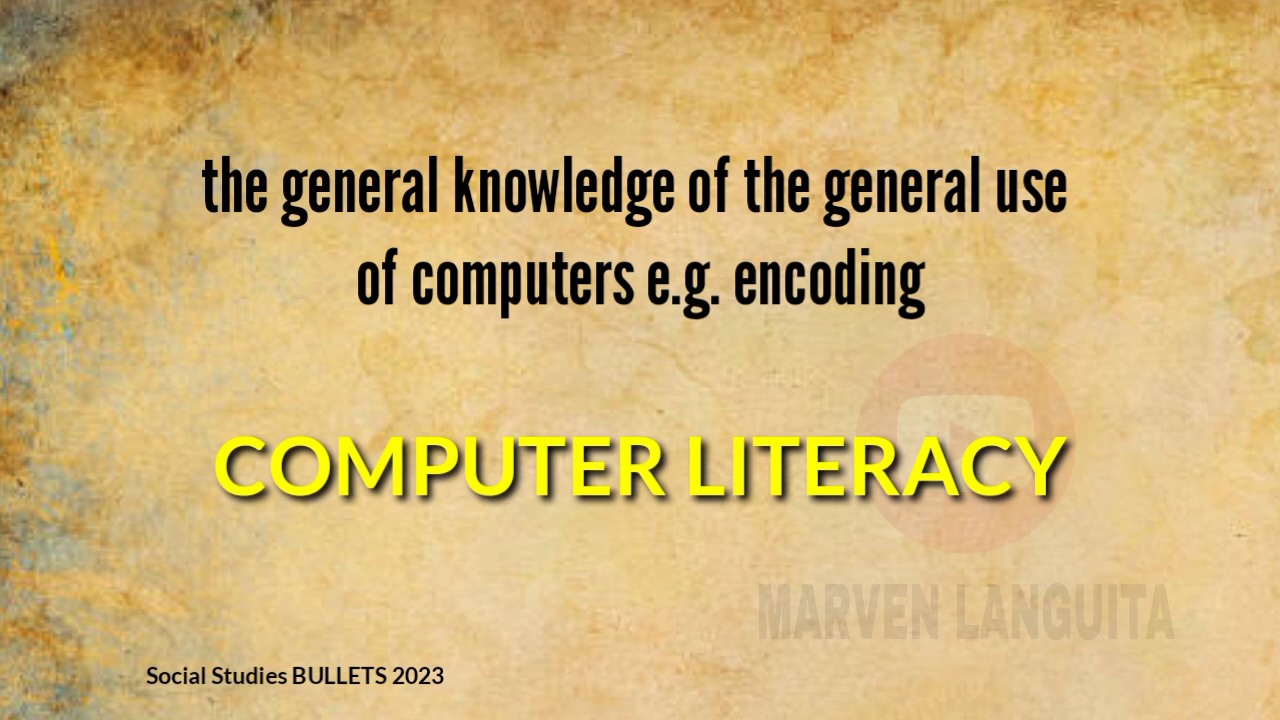 the general knowledge of the general use
of computers e.g. encoding
COMPUTER LITERACY
MARVEN LANGUITA
Social Studies BULLETS 2023